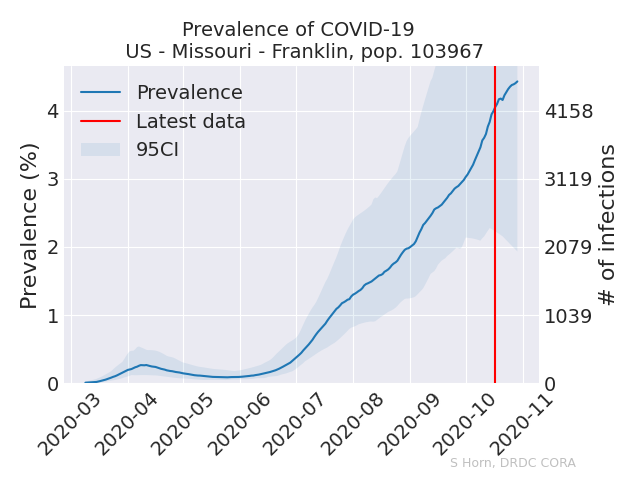 Prevalence of COVID-19
US - Missouri - Franklin, pop. 103967
Prevalence
Latest data
95CI
Prevalence (%)
4
3
2
1
0
4158
3119
2079
1039
0
# of infections
2020-03
2020-04
2020-05
2020-06
2020-07
2020-08
2020-09
2020-10
2020-11
S Horn, DRDC CORA